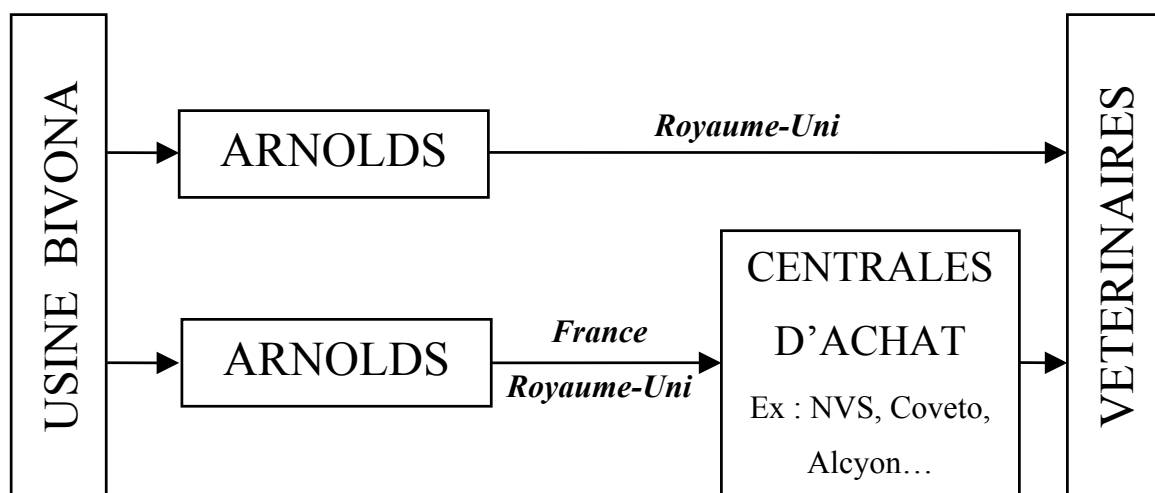 USINE BIVONA
ARNOLDS
Royaume-Uni
ARNOLDS
France
Royaume-Uni
CENTRALES
D’ACHAT
Ex : NVS, Coveto,
Alcyon…
VETERINAIRES